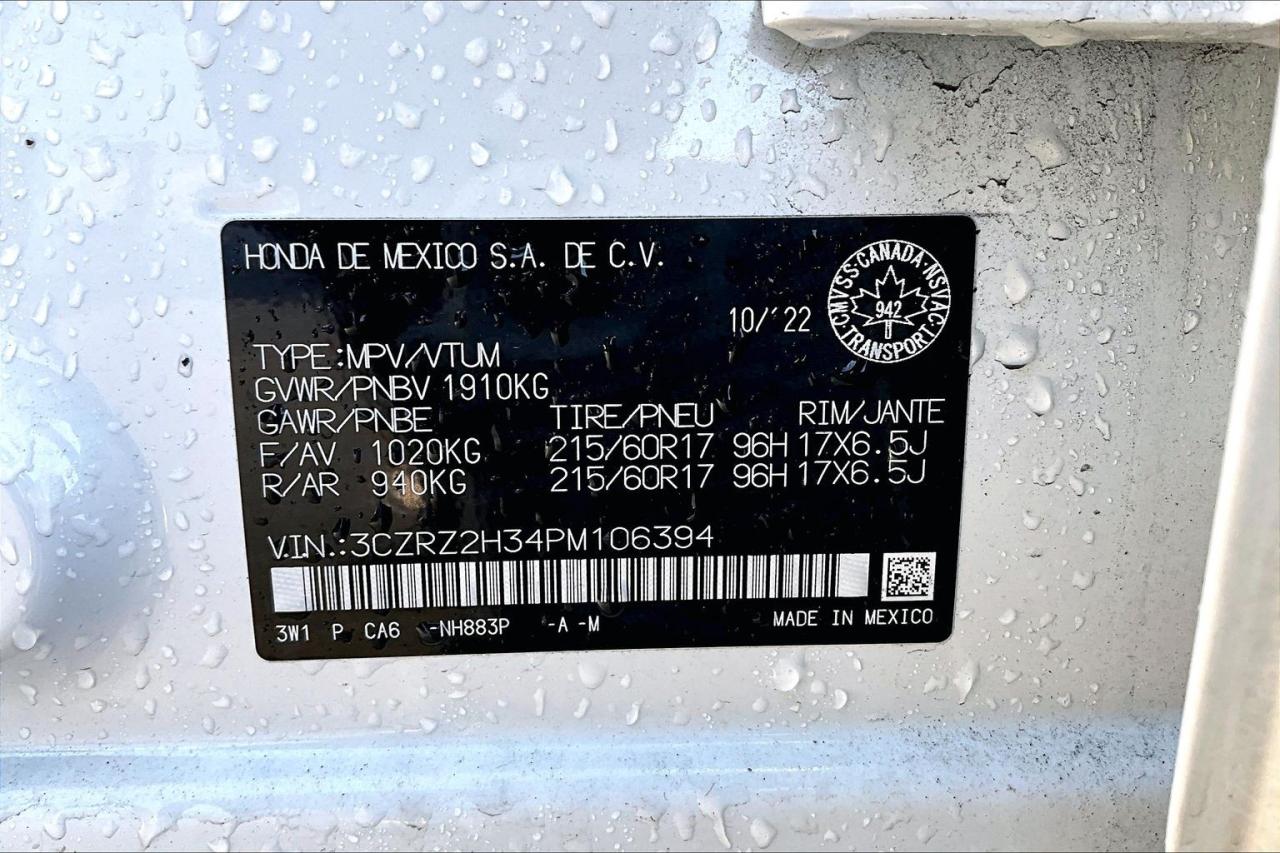 HONDA DE MEXICO S.A. DE C.V.
CMVSS·CANADA·NSVAC
942
·TRANSPORT·
10/'22
TYPE:MPV/VTUM
GVWR/PNBV 1910KG
GAWR/PNBE TIRE/PNEU RIM/JANTE
F/AV 1020KG 215/60R17 96H 17X6.5J
R/AR 940KG 215/60R17 96H 17X6.5J
V.I.N.:3CZRZ2H34PM106394
3W1 P CA6 -NH883P -A -M MADE IN MEXICO